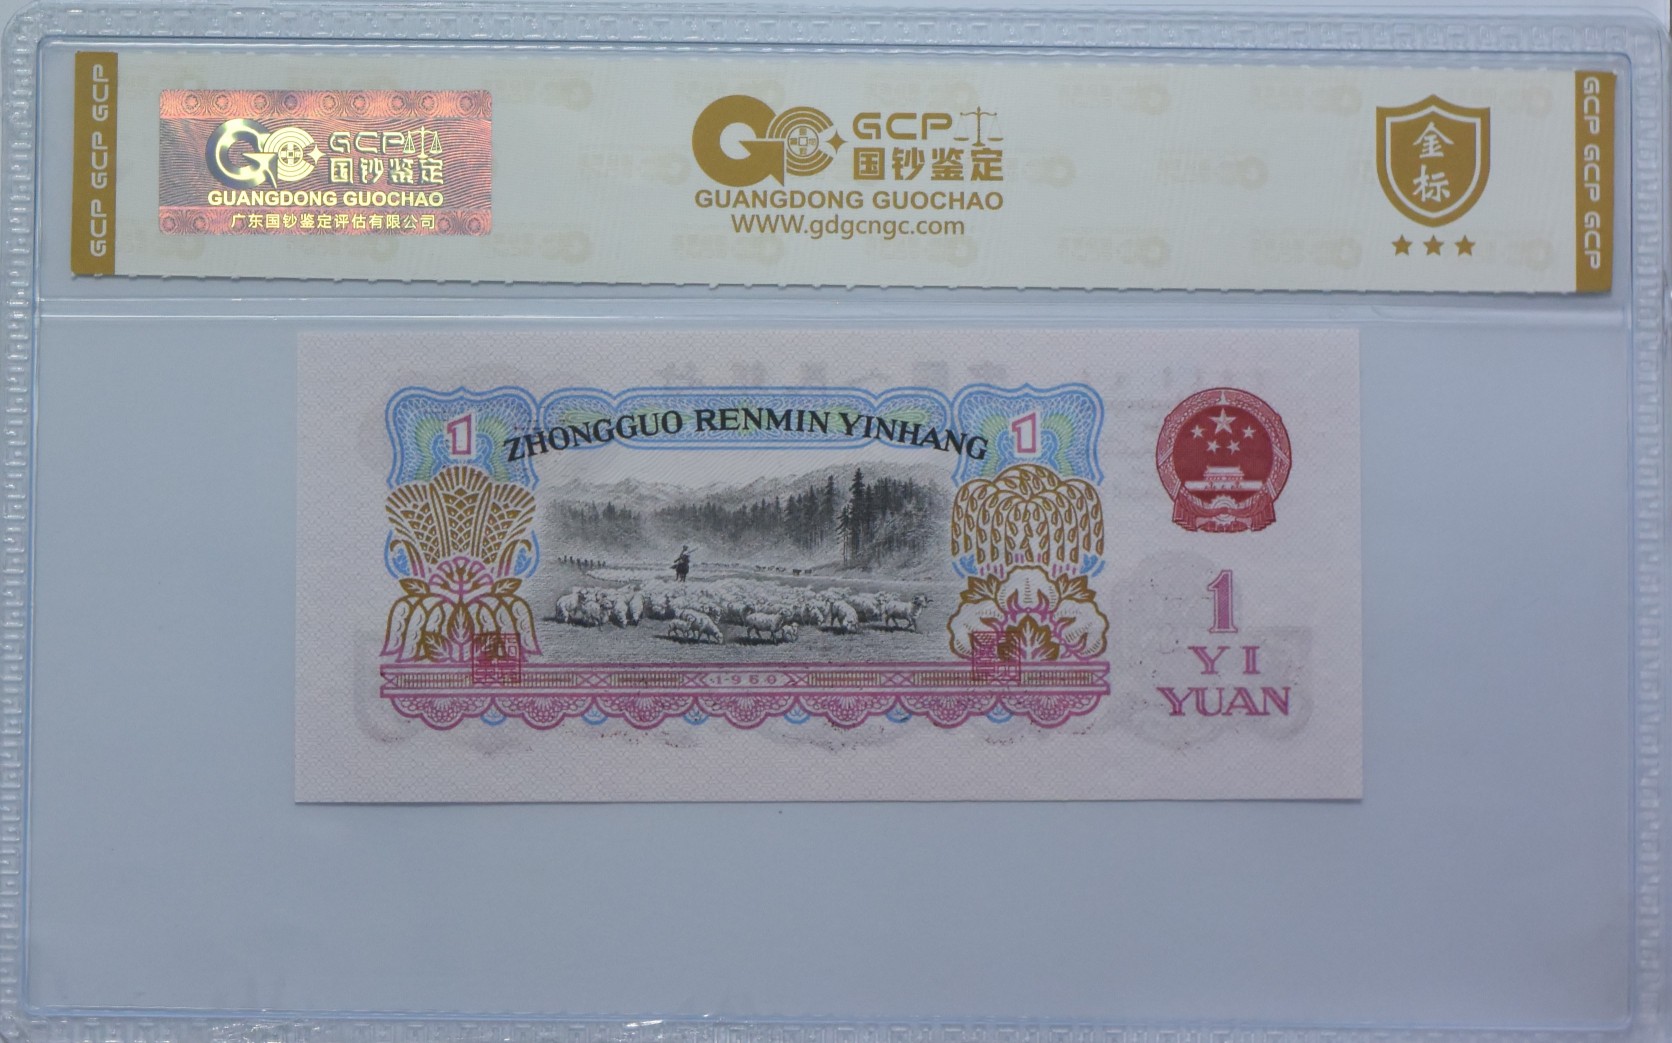 GCP GCP GCP
GCP
国钞鉴定
GUANGDONG GUOCHAO
广东国钞鉴定评估有限公司
GCP
国钞鉴定
GUANGDONG GUOCHAO
WWW.gdgcngc.com
金
标
GCP GCP GCP
1
ZHONGGUO RENMIN YINHANG
1
1960
1
YI
YUAN